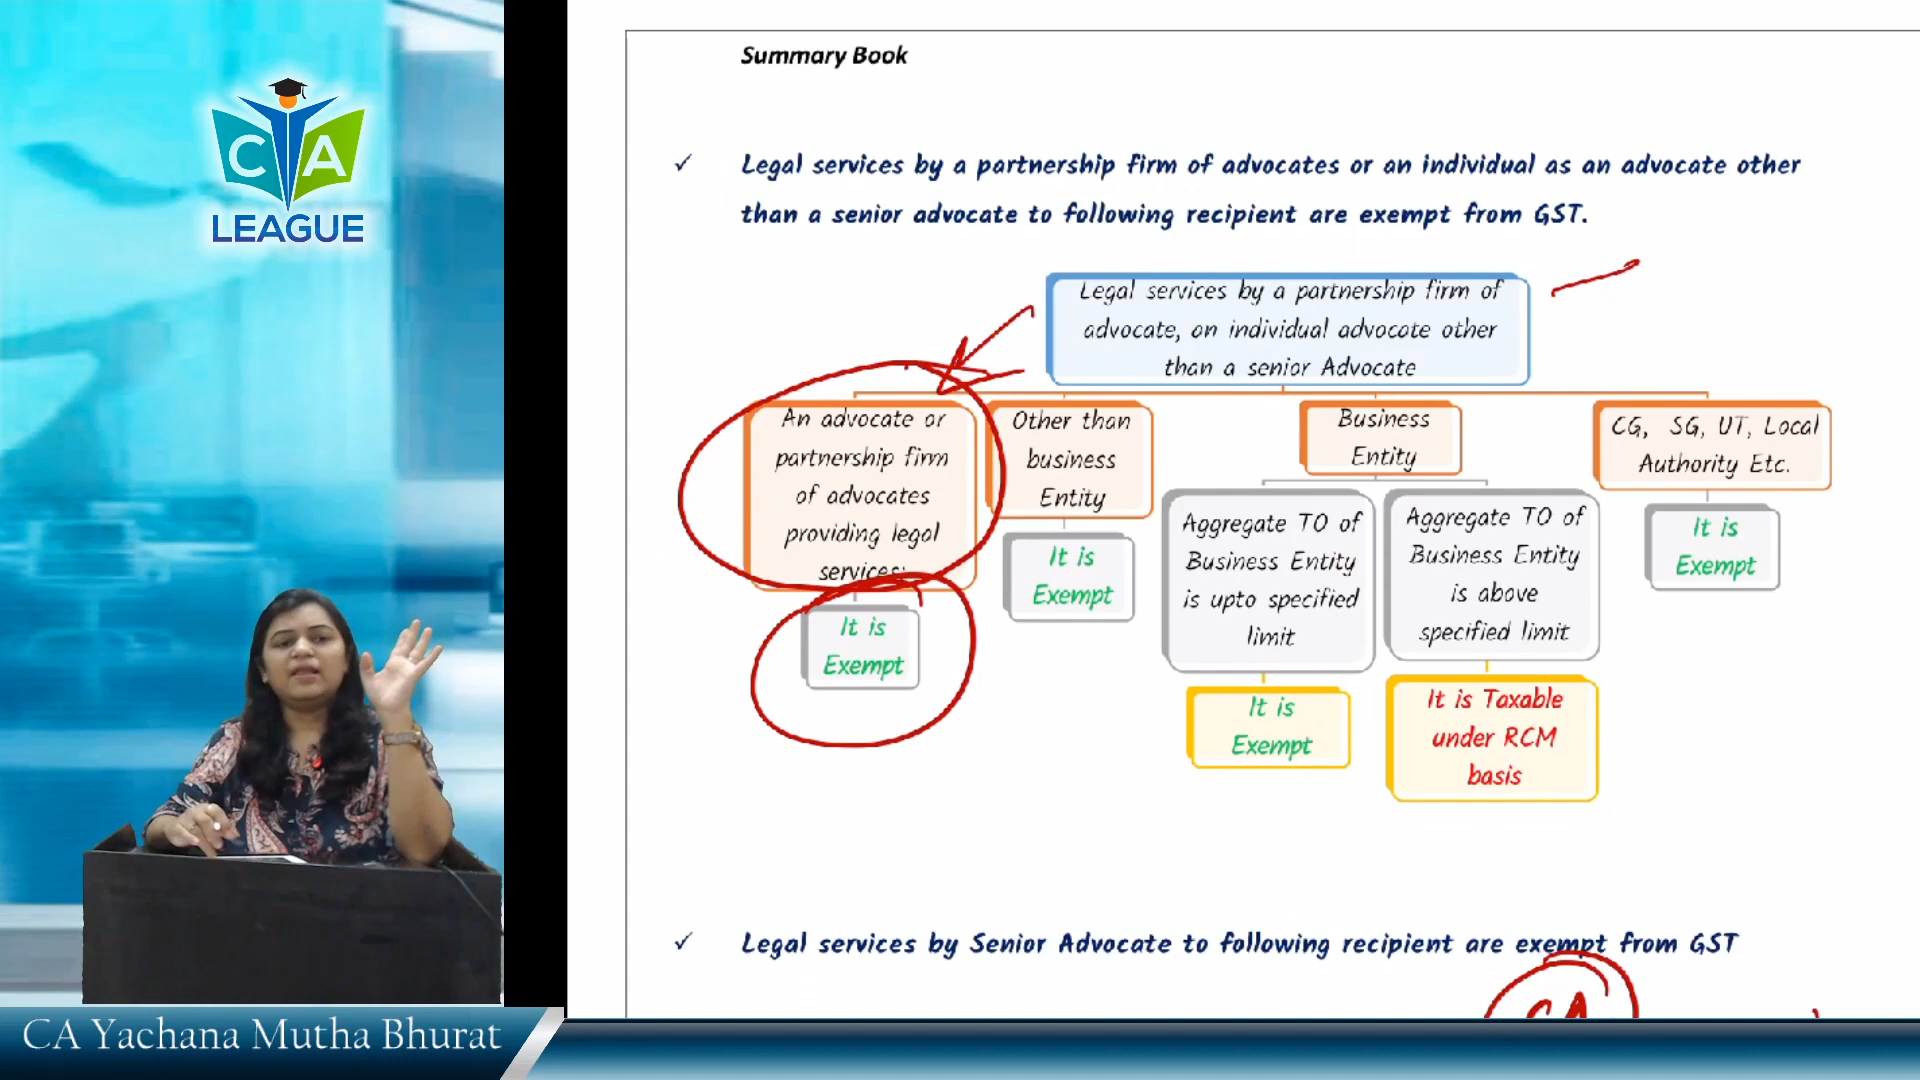 CA
LEAGUE
Summary Book
✓ Legal services by a partnership firm of advocates or an individual as an advocate other
than a senior advocate to following recipient are exempt from GST.
Legal services by a partnership firm of
advocate, an individual advocate other
than a senior Advocate
An advocate or
partnership firm
of advocates
providing legal
services;
It is
Exempt
Other than
business
Entity
It is
Exempt
Business
Entity
Aggregate TO of
Business Entity
is upto specified
limit
It is
Exempt
Aggregate TO of
Business Entity
is above
specified limit
It is Taxable
under RCM
basis
CG, SG, UT, Local
Authority Etc.
It is
Exempt
✓ Legal services by Senior Advocate to following recipient are exempt from GST
CA Yachana Mutha Bhurat